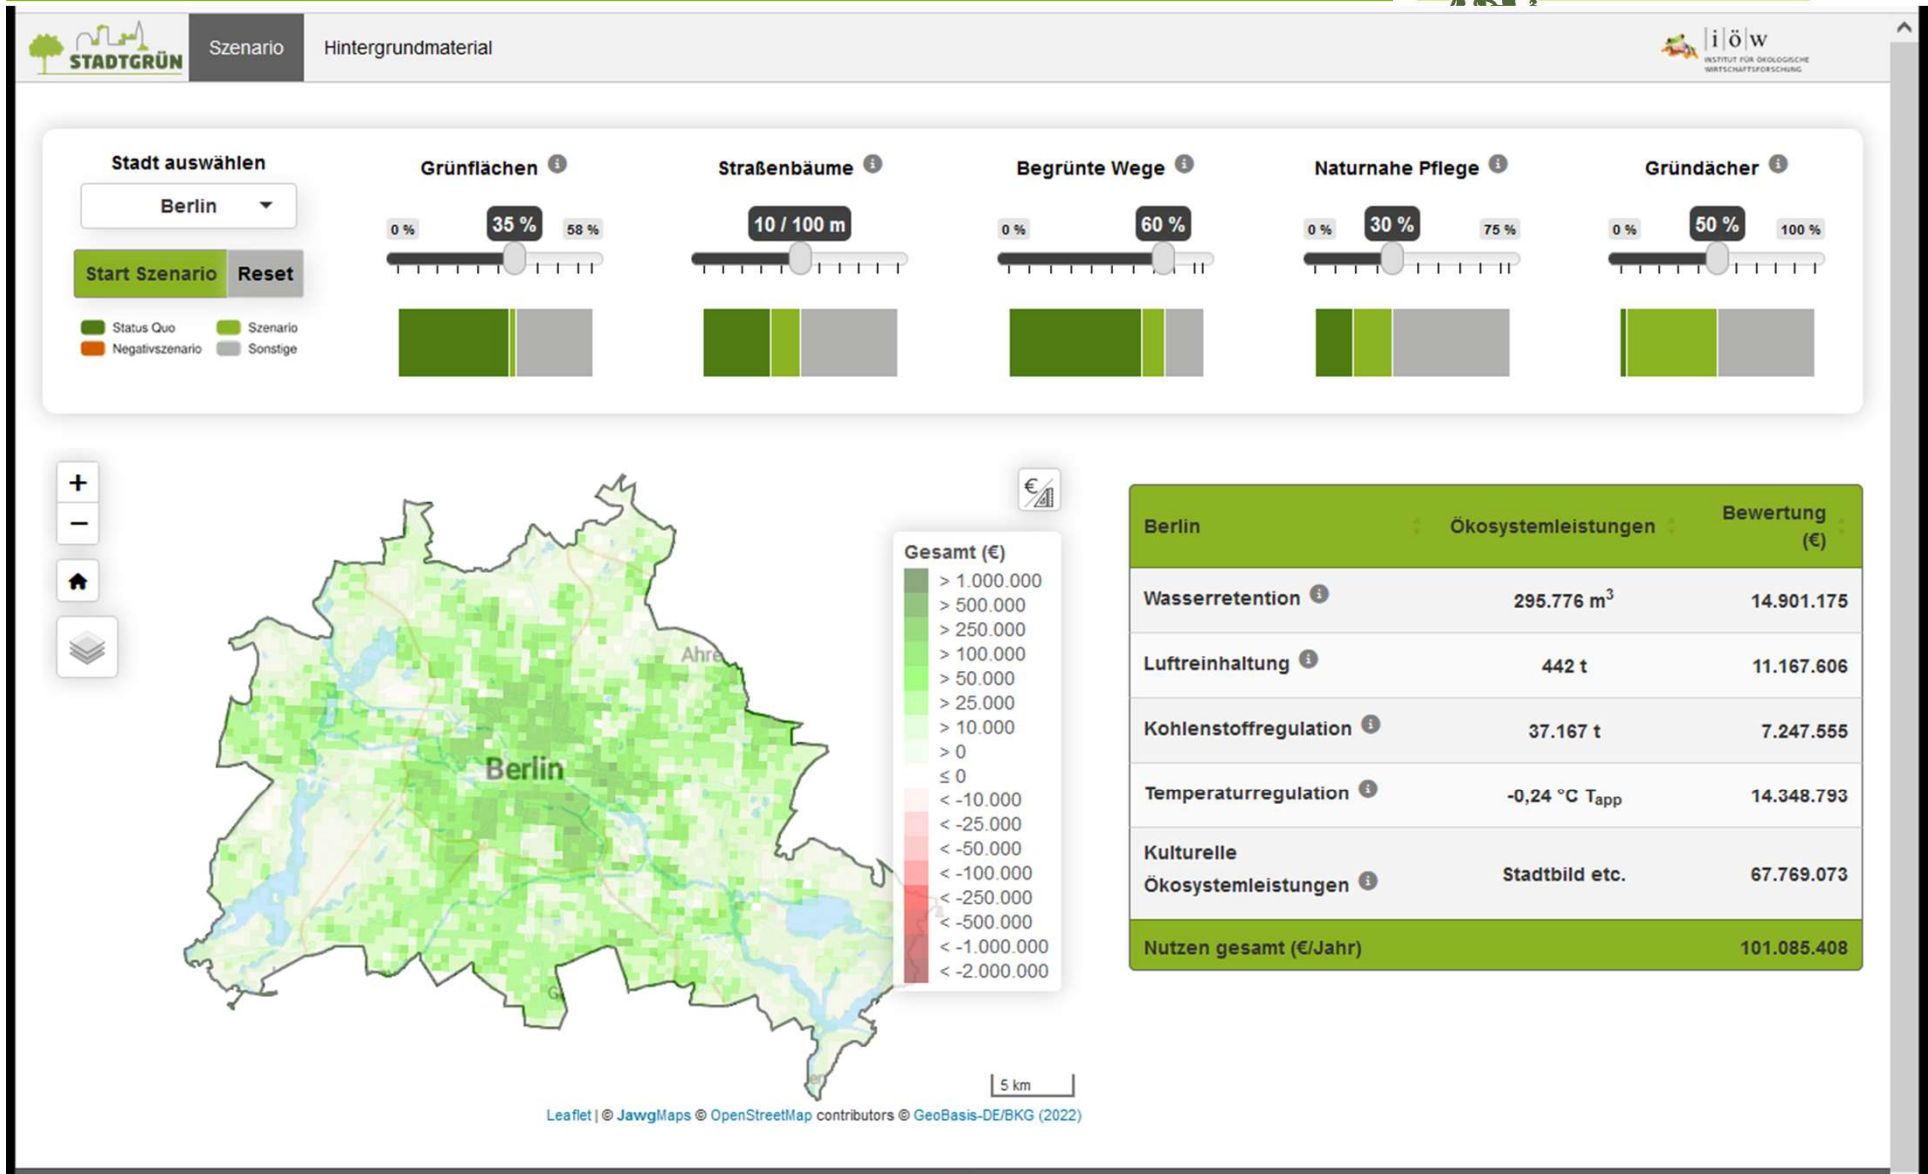 STADTGRÜN
Szenario
Hintergrundmaterial
|i|ö|w
INSTITUT FÜR ÖKOLOGISCHE
WIRTSCHAFTSFORSCHUNG
Stadt auswählen
Berlin
Start Szenario
Reset
Status Quo
Szenario
Negativszenario
Sonstige
Grünflächen
0 %
35 %
58 %
Straßenbäume
10 / 100 m
Begrünte Wege
0 %
60 %
Naturnahe Pflege
0 %
30 %
75 %
Gründächer
0 %
50 %
100 %
+
−
€
Ahre
Berlin
G
en
Gesamt (€)
> 1.000.000
> 500.000
> 250.000
> 100.000
> 50.000
> 25.000
> 10.000
> 0
≤ 0
< -10.000
< -25.000
< -50.000
< -100.000
< -250.000
< -500.000
< -1.000.000
< -2.000.000
5 km
Leaflet | © JawgMaps © OpenStreetMap contributors © GeoBasis-DE/BKG (2022)
Berlin Ökosystemleistungen Bewertung
(€)
Wasserretention 295.776 m³ 14.901.175
Luftreinhaltung 442 t 11.167.606
Kohlenstoffregulation 37.167 t 7.247.555
Temperaturregulation -0,24 °C Tapp 14.348.793
Kulturelle
Ökosystemleistungen Stadtbild etc. 67.769.073
Nutzen gesamt (€/Jahr) 101.085.408